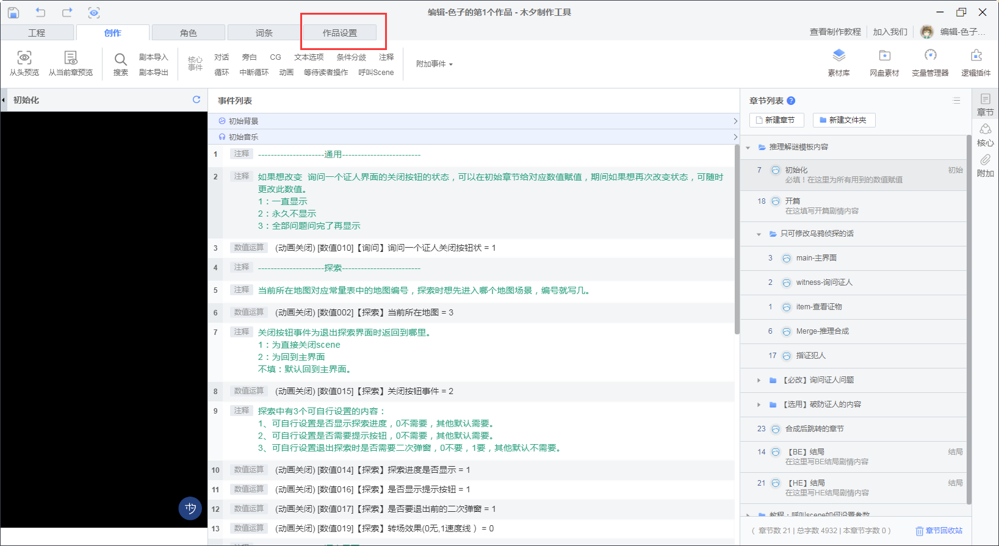 编辑-色子的第1个作品 - 木夕制作工具
工程
创作
角色
词条
作品设置
查看制作教程
加入我们
编辑-色子...
从头预览
从当前章预览
搜索
剧本导入
剧本导出
核心
事件
对话
旁白
CG
文本选项
条件分歧
注释
循环
中断循环
动画
等待读者操作
呼叫Scene
附加事件
素材库
网盘素材
变量管理器
逻辑插件
初始化
事件列表
初始背景
初始音乐
1 注释 ---------------------通用-------------------------
2 注释 如果想改变 询问一个证人界面的关闭按钮的状态，可以在初始章节给对应数值赋值，期间如果想再次改变状态，可随时
更改此数值。
1：一直显示
2：永久不显示
3：全部问题问完了再显示
3 数值运算 (动画关闭) [数值010]【询问】询问一个证人关闭按钮状 = 1
4 注释 ---------------------探索-------------------------
5 注释 当前所在地图对应常量表中的地图编号，探索时想先进入哪个地图场景，编号就写几。
6 数值运算 (动画关闭) [数值002]【探索】当前所在地图 = 3
7 注释 关闭按钮事件为退出探索界面时返回到哪里。
1：为直接关闭scene
2：为回到主界面
不填：默认回到主界面。
8 数值运算 (动画关闭) [数值015]【探索】关闭按钮事件 = 2
9 注释 探索中有3个可自行设置的内容：
1、可自行设置是否显示探索进度，0不需要，其他默认需要。
2、可自行设置是否需要提示按钮，0不需要，其他默认需要。
3、可自行设置退出探索时是否需要二次弹窗，0不要，1要，其他默认不需要。
10 数值运算 (动画关闭) [数值014]【探索】探索进度是否显示 = 1
11 数值运算 (动画关闭) [数值016]【探索】是否显示提示按钮 = 1
12 数值运算 (动画关闭) [数值017]【探索】是否要退出前的二次弹窗 = 1
13 数值运算 (动画关闭) [数值019]【探索】转场效果(0无,1速度线 ） = 0
章节列表
新建章节
新建文件夹
推理解谜模板内容
7 初始化 初始
必填！在这里为所有用到的数值赋值
18 开篇
在这填写开篇剧情内容
只可修改乌鸦侦探的话
3 main-主界面
2 witness-询问证人
1 item-查看证物
6 Merge-推理合成
17 指证犯人
【必改】询问证人问题
【选用】破防证人的内容
23 合成后跳转的章节
14 【BE】结局 结局
在这里写BE结局剧情内容
21 【HE】结局 结局
在这里写HE结局剧情内容
教程：呼叫scene如何设置参数
( 章节数 21 | 总字数 4932 | 本章节字数 0 )
章节回收站
章节
核心
附加